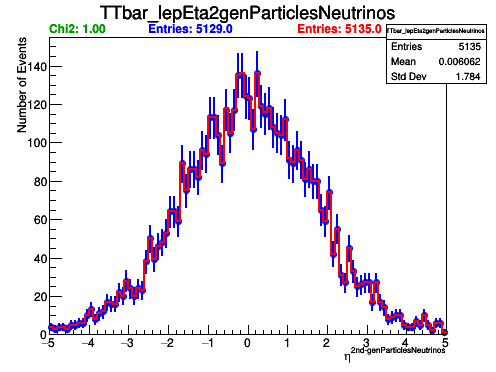 TTbar_lepEta2genParticlesNeutrinos
Chi2: 1.00 Entries: 5129.0 Entries: 5135.0
TTbar_lepEta2genParticlesNeutrinos
Entries 5135
Mean 0.006062
Std Dev 1.784
Number of Events
140
120
100
80
60
40
20
0
−5 −4 −3 −2 −1 0 1 2 3 4 5
η2nd-genParticlesNeutrinos